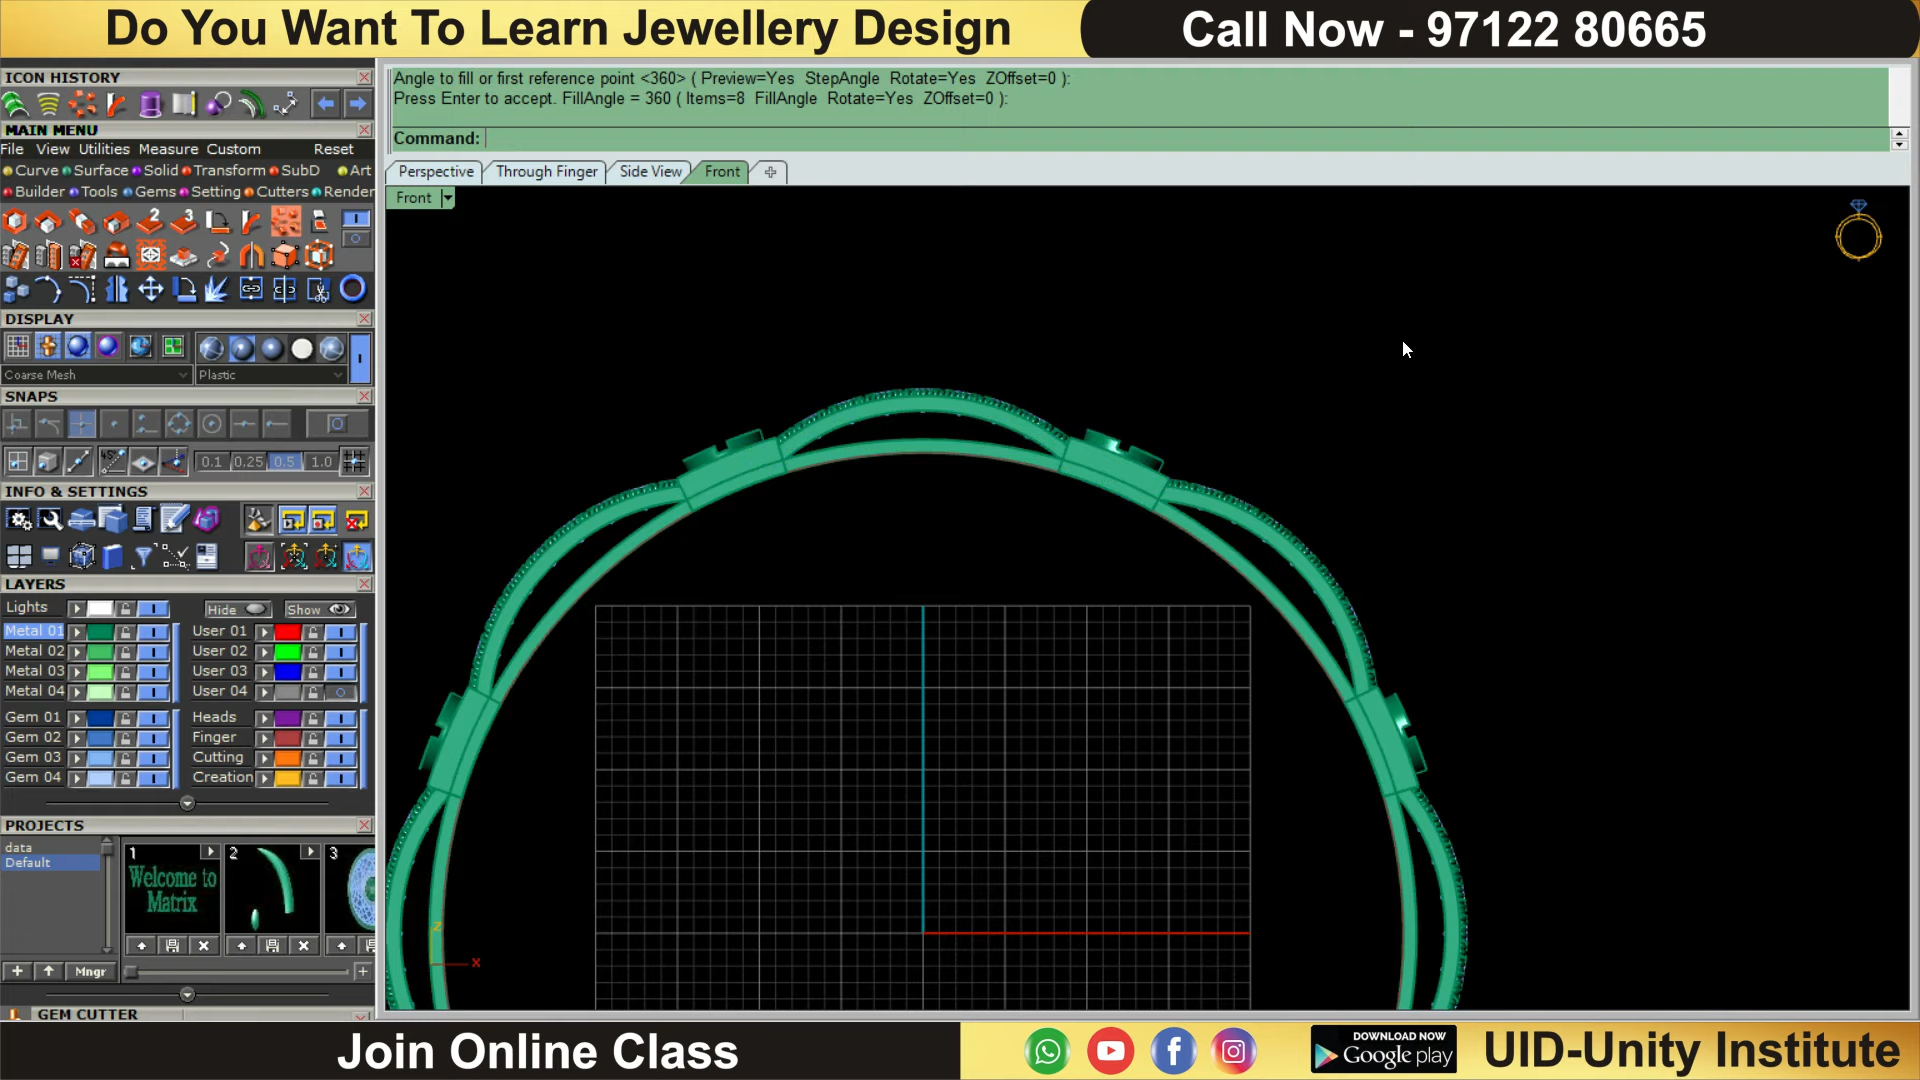 Do You Want To Learn Jewellery Design
Call Now - 97122 80665
ICON HISTORY
MAIN MENU
File View Utilities Measure Custom Reset
Curve Surface Solid Transform SubD Art
Builder Tools Gems Setting Cutters Render
DISPLAY
Coarse Mesh
Plastic
SNAPS
0.1 0.25 0.5 1.0
INFO & SETTINGS
LAYERS
Lights Hide Show
Metal 01 User 01
Metal 02 User 02
Metal 03 User 03
Metal 04 User 04
Gem 01 Heads
Gem 02 Finger
Gem 03 Cutting
Gem 04 Creation
PROJECTS
data
Default
1 2 3
Welcome to
Matrix
Mngr
GEM CUTTER
Angle to fill or first reference point <360> ( Preview=Yes StepAngle Rotate=Yes ZOffset=0 ):
Press Enter to accept. FillAngle = 360 ( Items=8 FillAngle Rotate=Yes ZOffset=0 ):
Command:
Perspective Through Finger Side View Front
Front
Z
X
Join Online Class
DOWNLOAD NOW
Google play
UID-Unity Institute